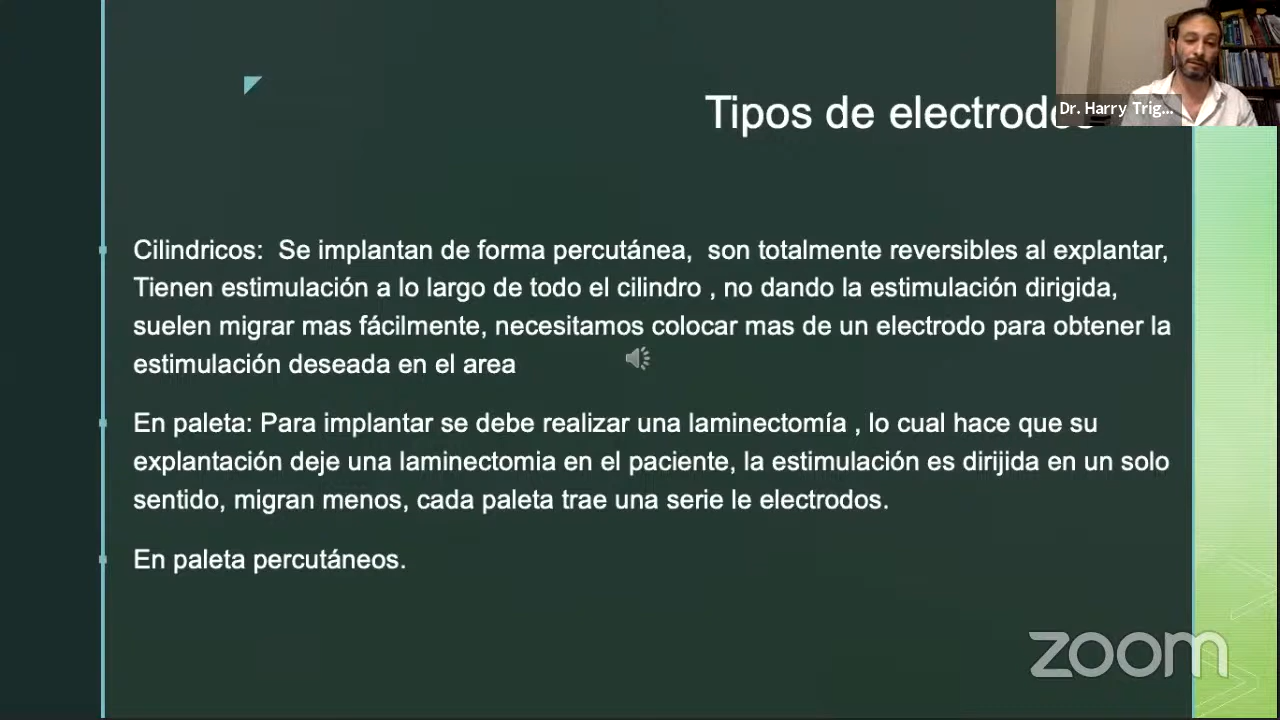 Tipos de electrodos
Dr. Harry Trig...
Cilindricos: Se implantan de forma percutánea, son totalmente reversibles al explantar,
Tienen estimulación a lo largo de todo el cilindro , no dando la estimulación dirigida,
suelen migrar mas fácilmente, necesitamos colocar mas de un electrodo para obtener la
estimulación deseada en el area
En paleta: Para implantar se debe realizar una laminectomía , lo cual hace que su
explantación deje una laminectomia en el paciente, la estimulación es dirijida en un solo
sentido, migran menos, cada paleta trae una serie le electrodos.
En paleta percutáneos.
zoom